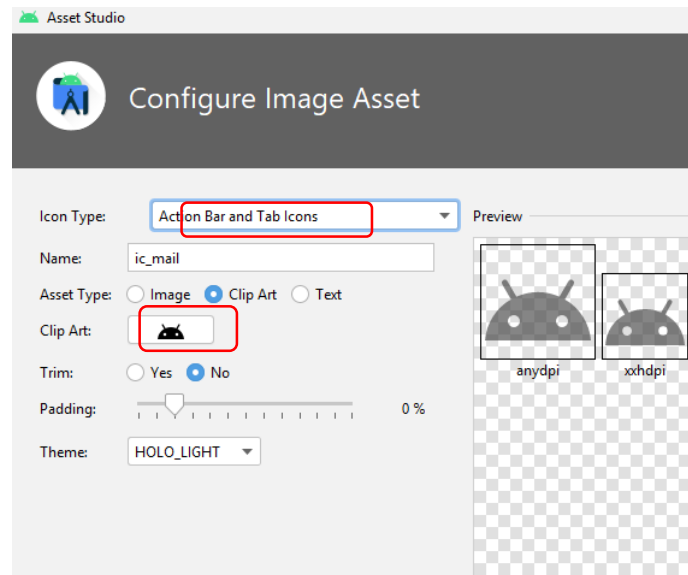 Asset Studio
Configure Image Asset
Icon Type: Action Bar and Tab Icons
Preview
Name: ic_mail
Asset Type: Image Clip Art Text
Clip Art:
Trim: Yes No
Padding: 0 %
Theme: HOLO_LIGHT
anydpi xxhdpi